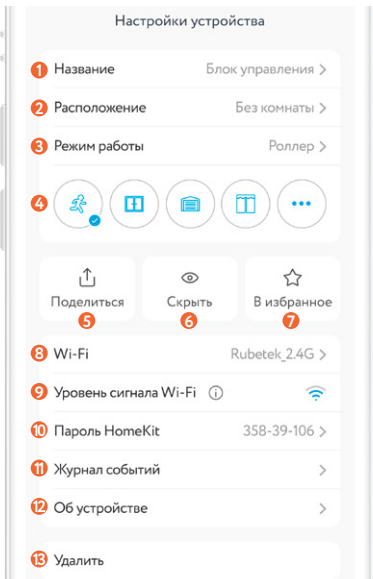 Настройки устройства
1 Название Блок управления >
2 Расположение Без комнаты >
3 Режим работы Роллер >
4
Поделиться Скрыть В избранное
5 6 7
8 Wi-Fi Rubetek_2.4G >
9 Уровень сигнала Wi-Fi
10 Пароль HomeKit 358-39-106 >
11 Журнал событий >
12 Об устройстве >
13 Удалить